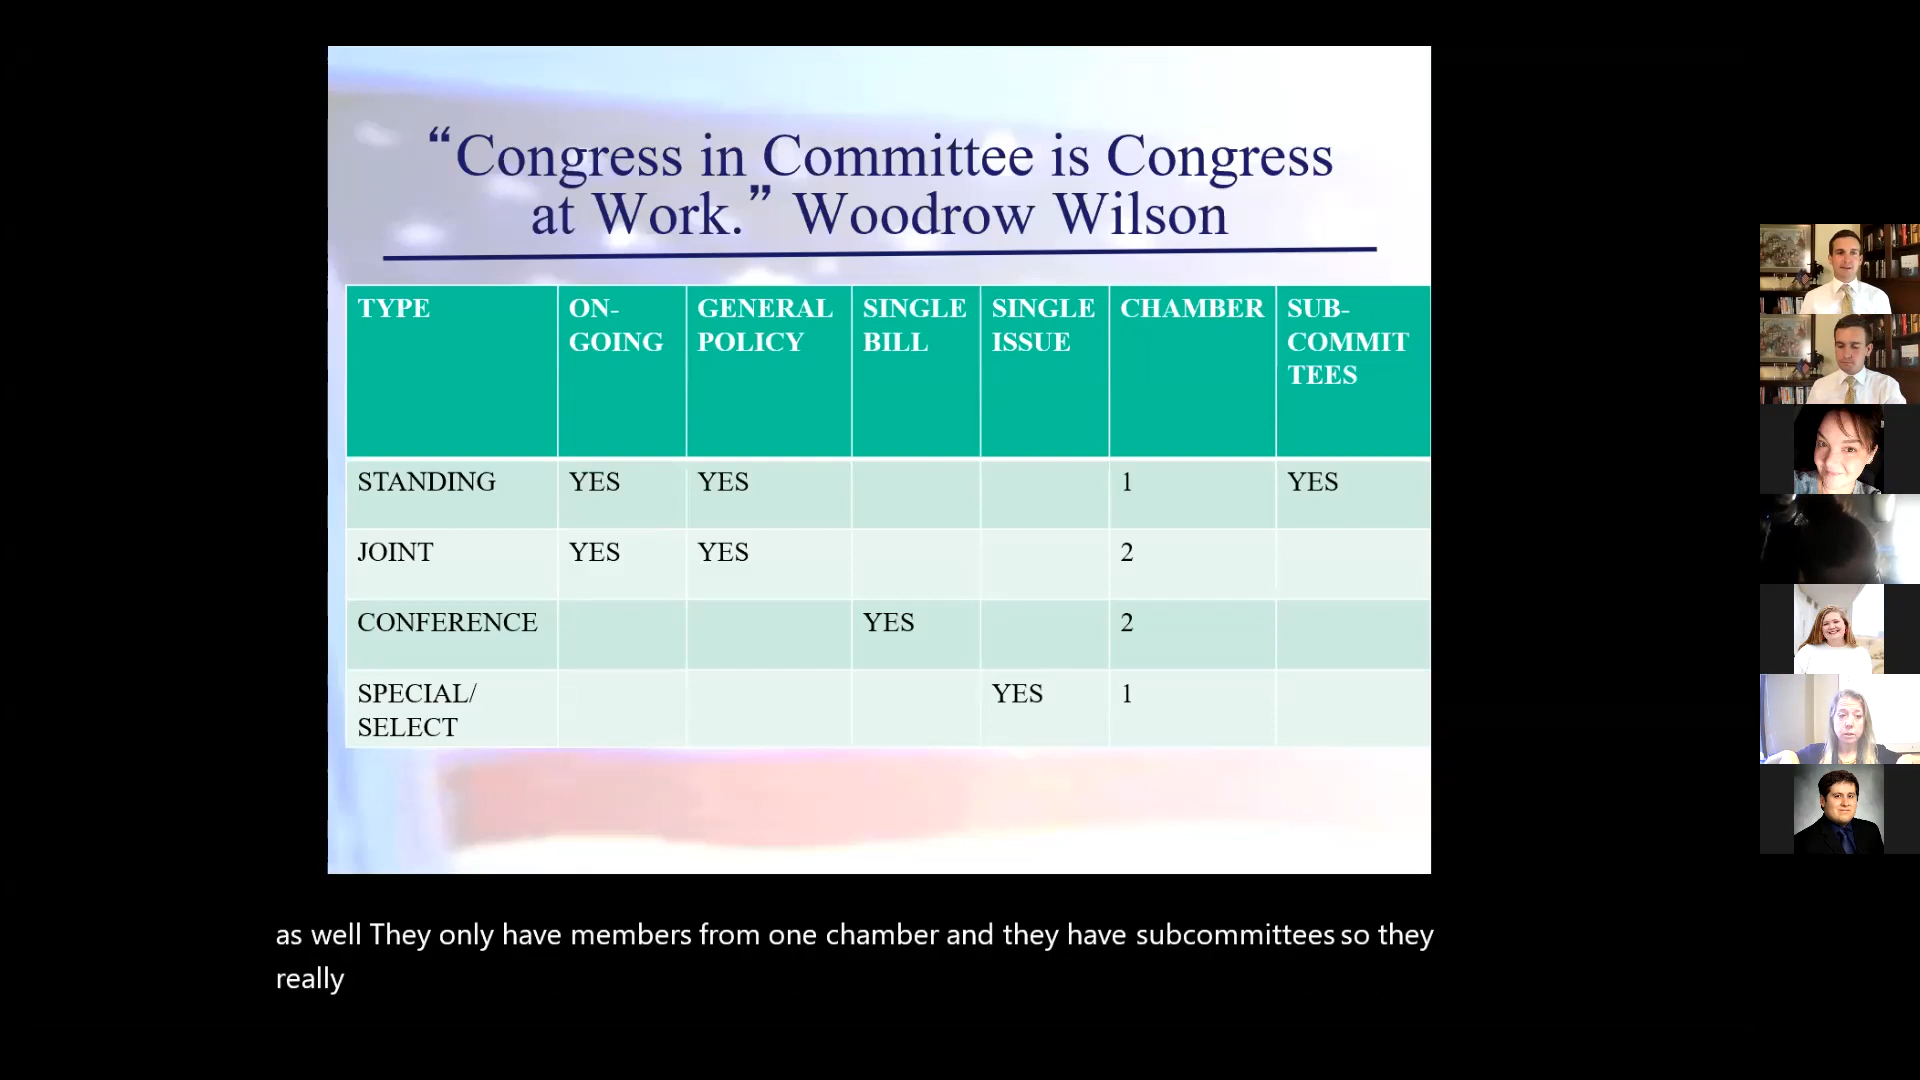 “Congress in Committee is Congress
at Work.” Woodrow Wilson
TYPE ON- GENERAL SINGLE SINGLE CHAMBER SUB-
GOING POLICY BILL ISSUE COMMIT
TEES
STANDING YES YES 1 YES
JOINT YES YES 2
CONFERENCE YES 2
SPECIAL/ YES 1
SELECT
as well They only have members from one chamber and they have subcommittees so they
really